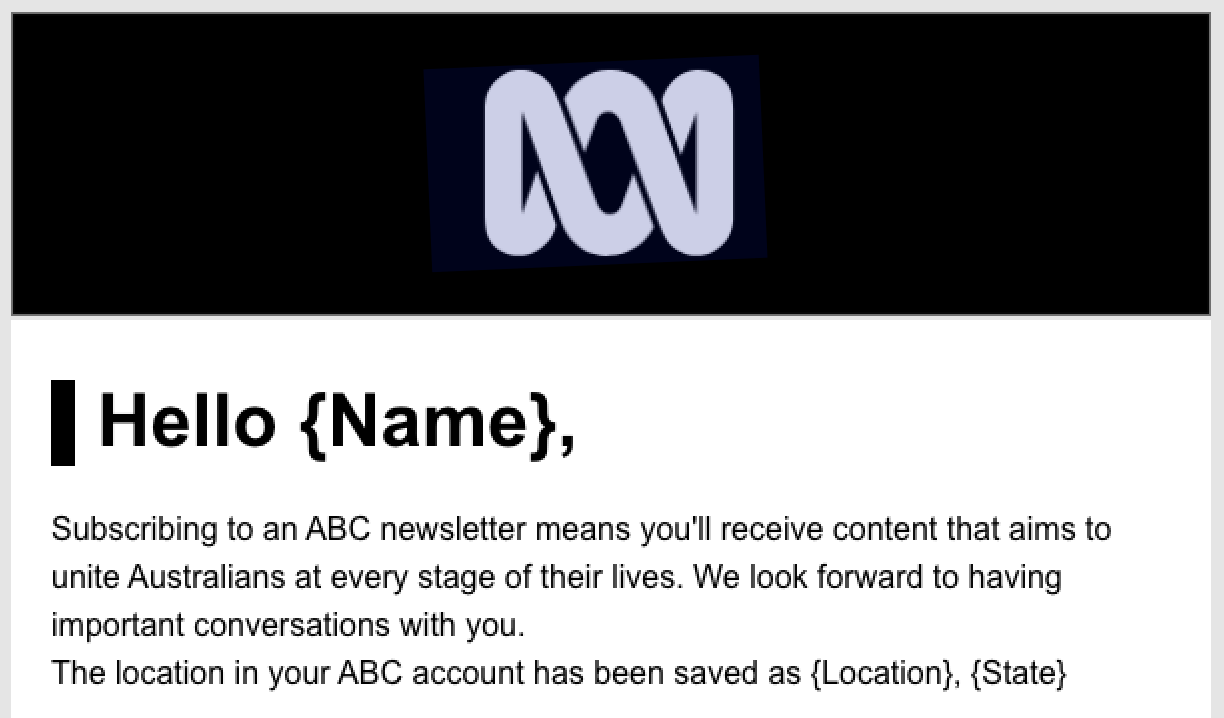 Hello {Name},
Subscribing to an ABC newsletter means you'll receive content that aims to
unite Australians at every stage of their lives. We look forward to having
important conversations with you.
The location in your ABC account has been saved as {Location}, {State}